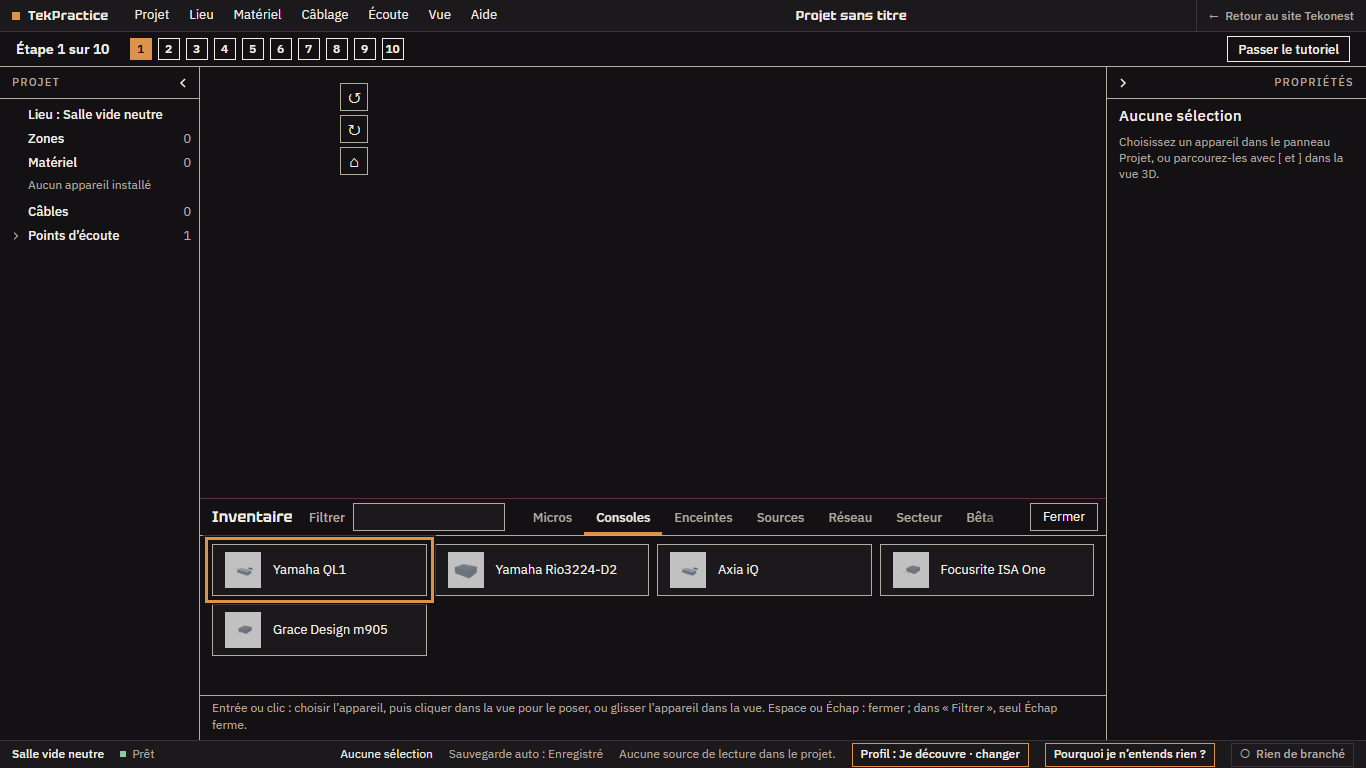 TekPractice Projet Lieu Matériel Câblage Écoute Vue Aide Projet sans titre ← Retour au site Tekonest
Étape 1 sur 10 1 2 3 4 5 6 7 8 9 10 Passer le tutoriel
PROJET
Lieu : Salle vide neutre
Zones 0
Matériel 0
Aucun appareil installé
Câbles 0
Points d’écoute 1
PROPRIÉTÉS
Aucune sélection
Choisissez un appareil dans le panneau
Projet, ou parcourez-les avec [ et ] dans la
vue 3D.
Inventaire Filtrer Micros Consoles Enceintes Sources Réseau Secteur Bêta Fermer
Yamaha QL1 Yamaha Rio3224-D2 Axia iQ Focusrite ISA One
Grace Design m905
Entrée ou clic : choisir l’appareil, puis cliquer dans la vue pour le poser, ou glisser l’appareil dans la vue. Espace ou Échap : fermer ; dans « Filtrer », seul Échap
ferme.
Salle vide neutre Prêt Aucune sélection Sauvegarde auto : Enregistré Aucune source de lecture dans le projet. Profil : Je découvre · changer Pourquoi je n’entends rien ? Rien de branché